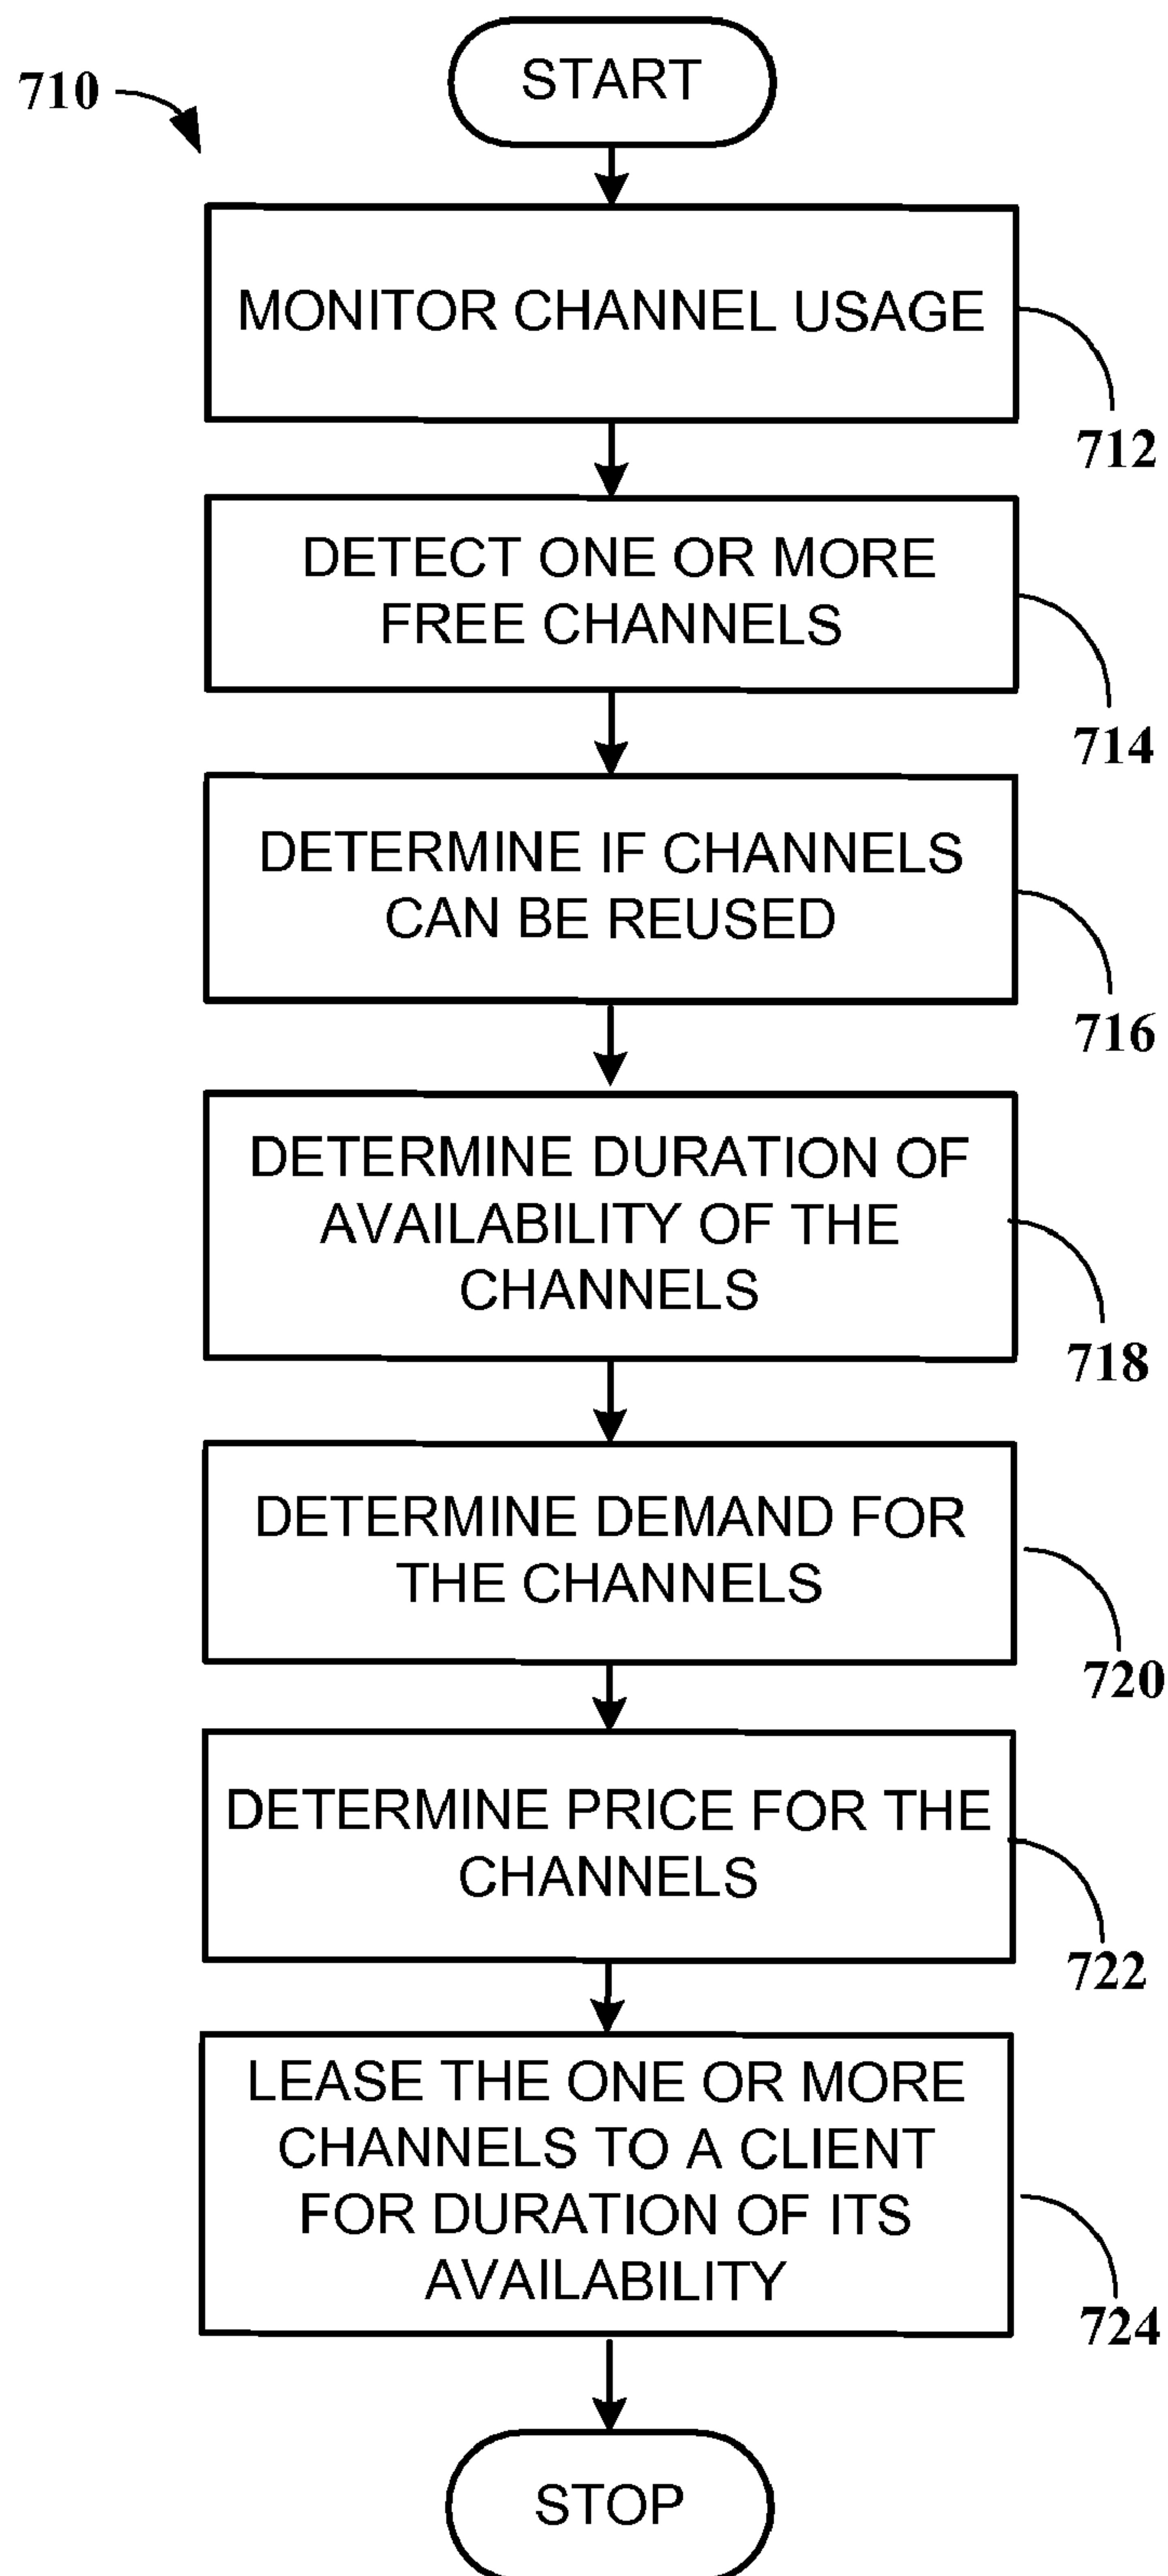 START
710
MONITOR CHANNEL USAGE
712
DETECT ONE OR MORE
FREE CHANNELS
714
DETERMINE IF CHANNELS
CAN BE REUSED
716
DETERMINE DURATION OF
AVAILABILITY OF THE
CHANNELS
718
DETERMINE DEMAND FOR
THE CHANNELS
720
DETERMINE PRICE FOR THE
CHANNELS
722
LEASE THE ONE OR MORE
CHANNELS TO A CLIENT
FOR DURATION OF ITS
AVAILABILITY
724
STOP